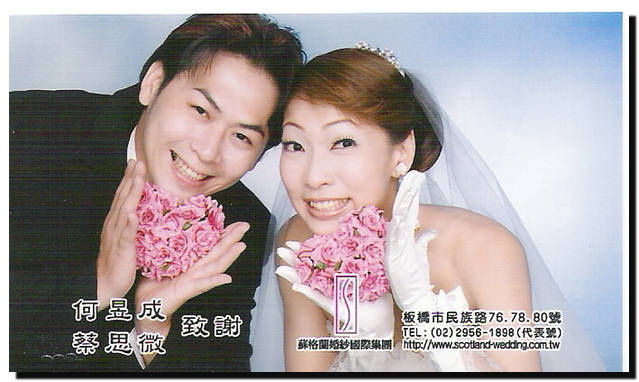 何昱成
蔡思微
致謝
S
蘇格蘭婚紗國際集團
板橋市民族路76.78.80號
TEL:(02)2956-1898(代表號)
http://www.scotland-wedding.com.tw